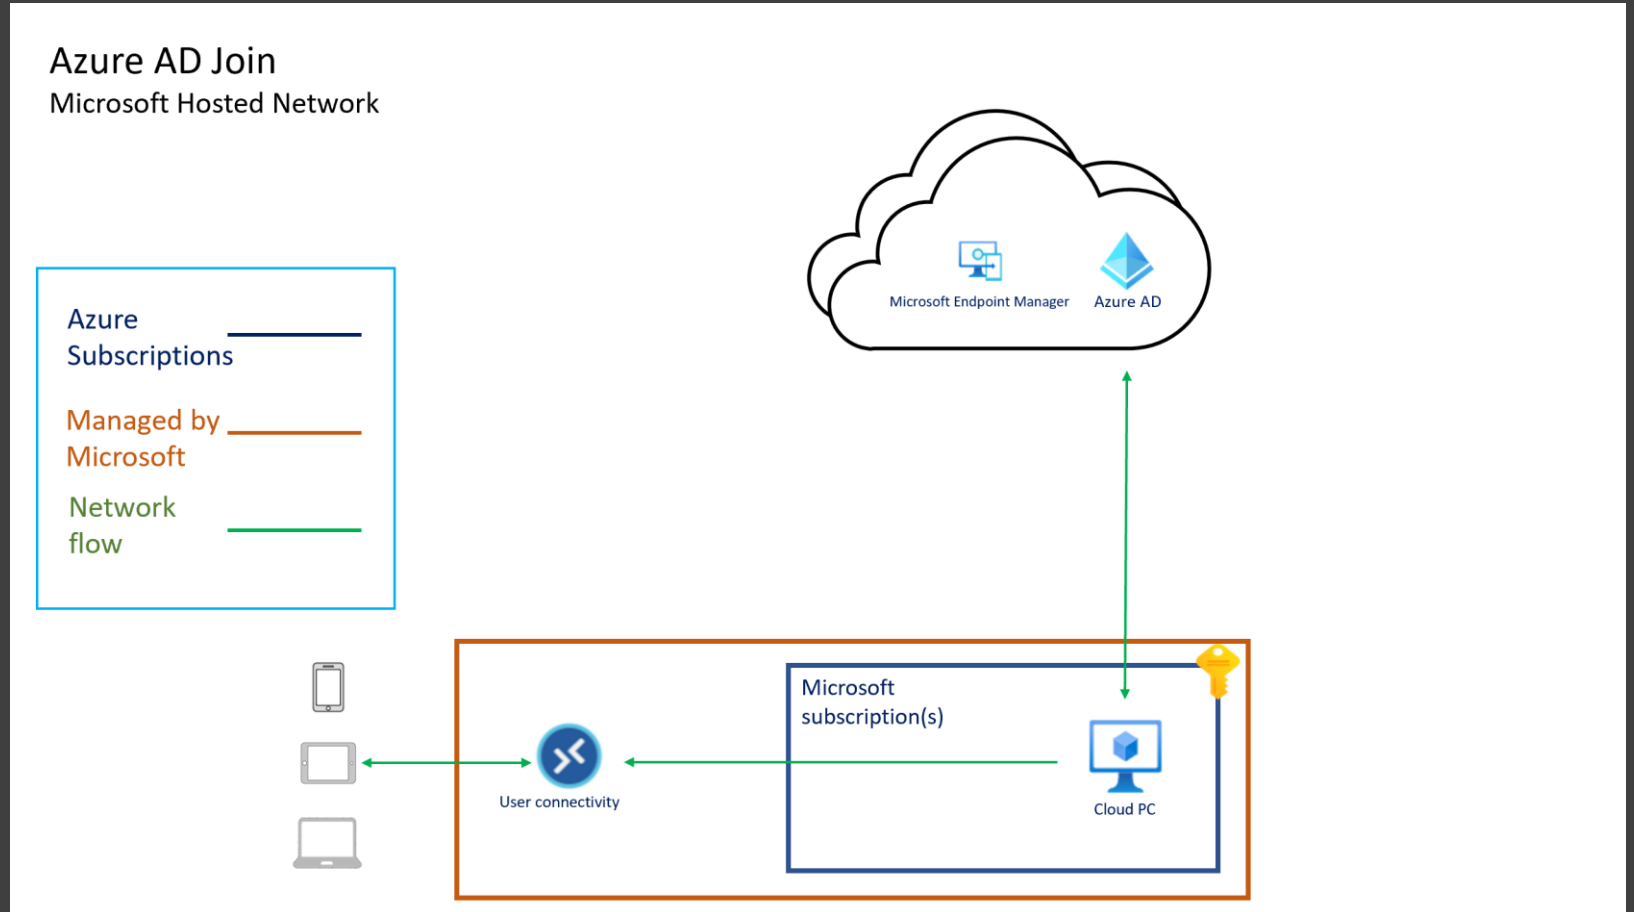 Azure AD Join
Microsoft Hosted Network
Microsoft Endpoint Manager
Azure AD
Azure
Subscriptions
Managed by
Microsoft
Network
flow
Microsoft
subscription(s)
User connectivity
Cloud PC